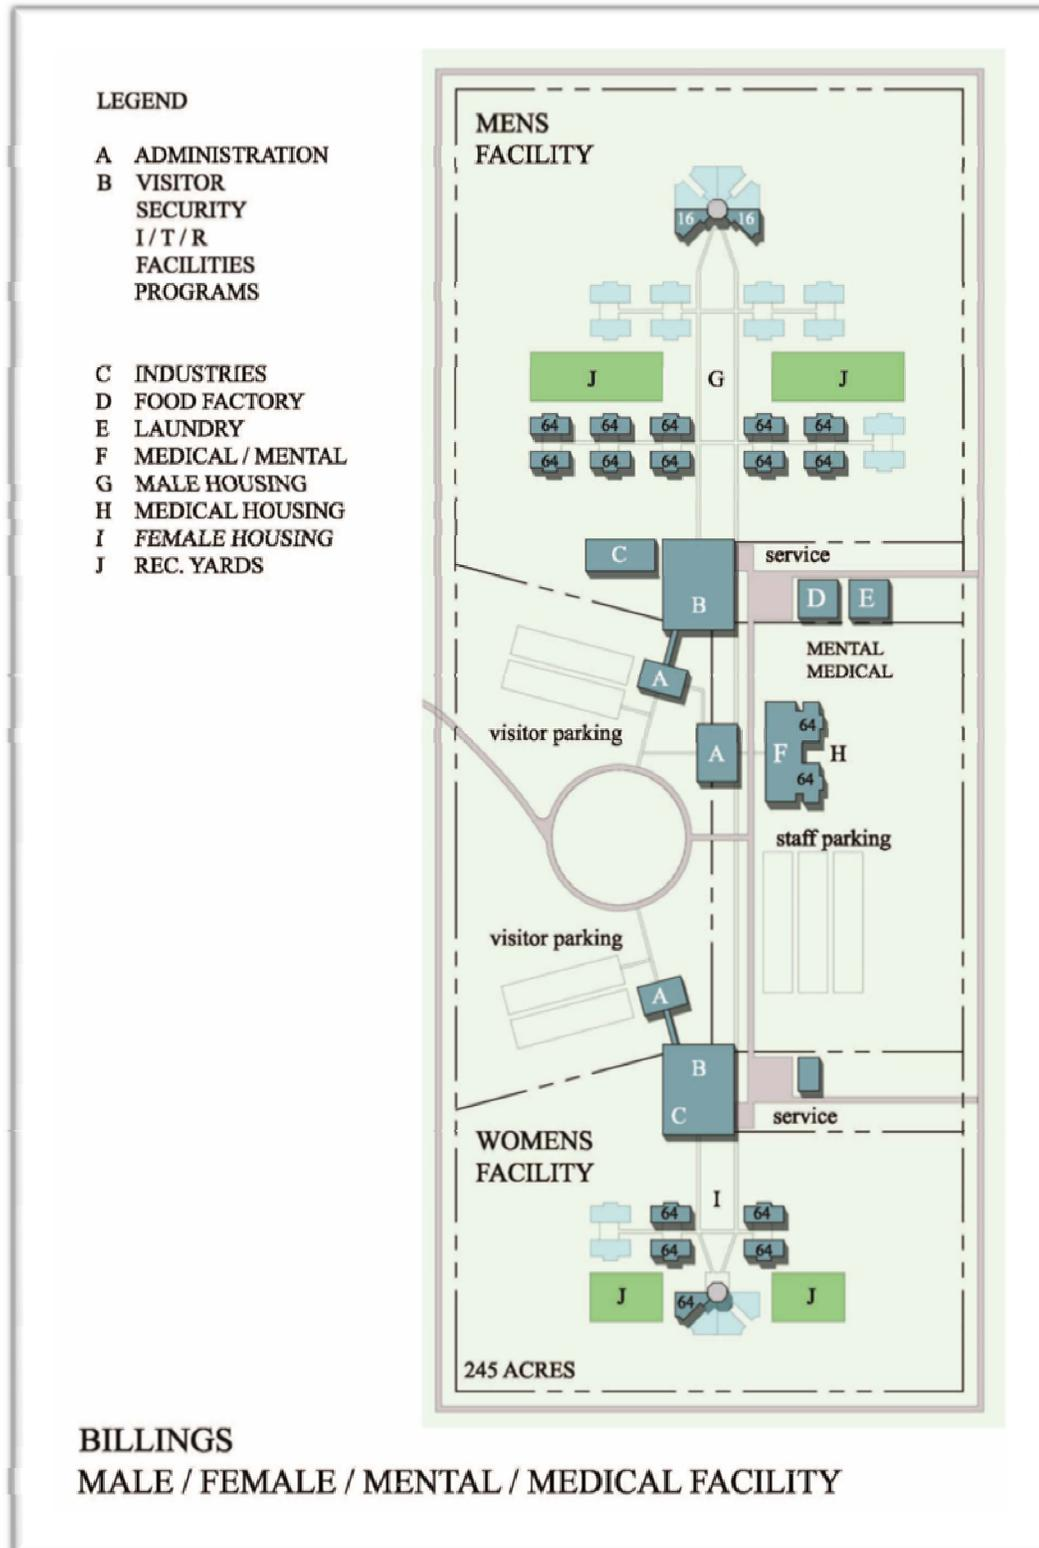 LEGEND
A ADMINISTRATION
B VISITOR
SECURITY
I / T / R
FACILITIES
PROGRAMS
C INDUSTRIES
D FOOD FACTORY
E LAUNDRY
F MEDICAL / MENTAL
G MALE HOUSING
H MEDICAL HOUSING
I FEMALE HOUSING
J REC. YARDS
MENS
FACILITY
16 16
J G J
64 64 64 64 64
64 64 64 64 64
C
service
B
D E
MENTAL
MEDICAL
A
visitor parking
64
A F H
64
staff parking
visitor parking
A
B
C
service
WOMENS
FACILITY
I
64 64
64 64
J 64 J
245 ACRES
BILLINGS
MALE / FEMALE / MENTAL / MEDICAL FACILITY